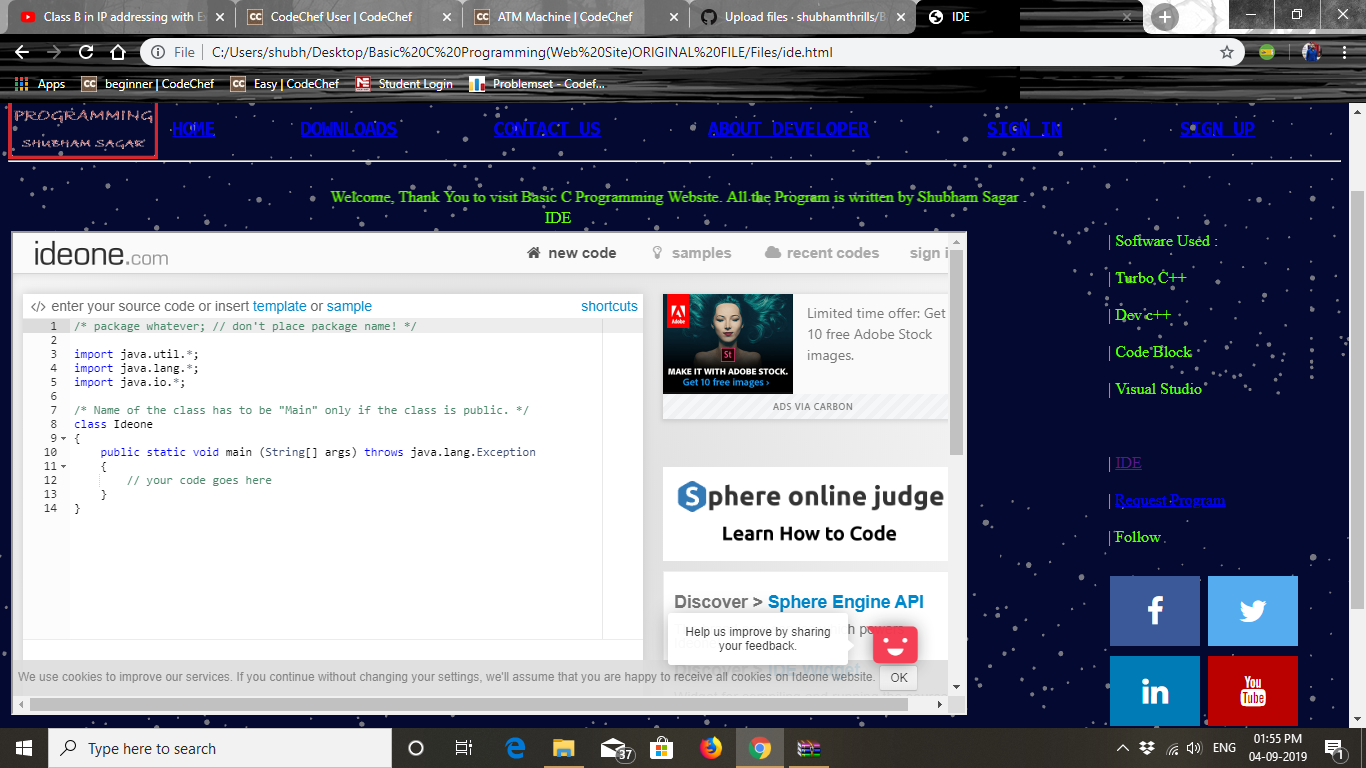 Class B in IP addressing with E
CodeChef User | CodeChef
ATM Machine | CodeChef
Upload files · shubhamthrills/B
IDE
File
C:/Users/shubh/Desktop/Basic%20C%20Programming(Web%20Site)ORIGINAL%20FILE/Files/ide.html
Apps
beginner | CodeChef
Easy | CodeChef
Student Login
Problemset - Codef...
PROGRAMMING
SHUBHAM SAGAR
HOME
DOWNLOADS
CONTACT US
ABOUT DEVELOPER
SIGN IN
SIGN UP
Welcome, Thank You to visit Basic C Programming Website. All the Program is written by Shubham Sagar .
IDE
ideone.com
new code
samples
recent codes
sign i
</> enter your source code or insert template or sample
shortcuts
1 /* package whatever; // don't place package name! */
2
3 import java.util.*;
4 import java.lang.*;
5 import java.io.*;
6
7 /* Name of the class has to be "Main" only if the class is public. */
8 class Ideone
9 {
10 public static void main (String[] args) throws java.lang.Exception
11 {
12 // your code goes here
13 }
14 }
Adobe
St
MAKE IT WITH ADOBE STOCK.
Get 10 free images ›
Limited time offer: Get
10 free Adobe Stock
images.
ADS VIA CARBON
Sphere online judge
Learn How to Code
Discover > Sphere Engine API
Help us improve by sharing
your feedback.
Discover > IDE Widget
We use cookies to improve our services. If you continue without changing your settings, we'll assume that you are happy to receive all cookies on Ideone website.
OK
| Software Used :
| Turbo C++
| Dev c++
| Code Block
| Visual Studio
| IDE
| Request Program
| Follow
f
in
You
Tube
Type here to search
37
ENG
01:55 PM
04-09-2019
1